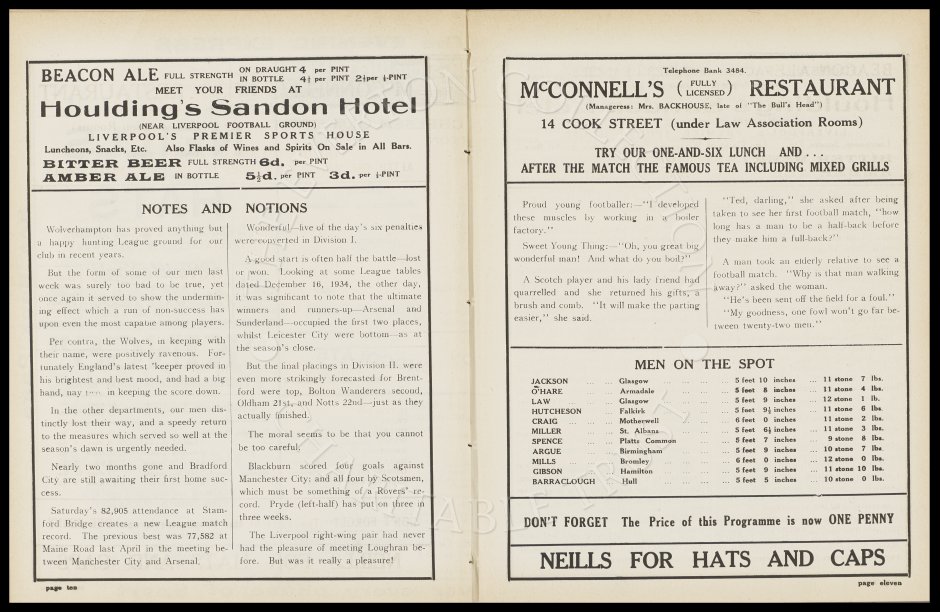 BEACON ALE FULL STRENGTH ON DRAUGHT 4 per PINT
IN BOTTLE 4½ per PINT 2½ per ½-PINT
MEET YOUR FRIENDS AT
Houlding's Sandon Hotel
(NEAR LIVERPOOL FOOTBALL GROUND)
LIVERPOOL'S PREMIER SPORTS HOUSE
Luncheons, Snacks, Etc. Also Flasks of Wines and Spirits On Sale in All Bars.
BITTER BEER FULL STRENGTH 6d. per PINT
AMBER ALE IN BOTTLE 5½d. per PINT 3d. per ½-PINT
NOTES AND NOTIONS
Wolverhampton has proved anything but
a happy hunting League ground for our
club in recent years.
But the form of some of our men last
week was surely too bad to be true, yet
once again it served to show the undermin-
ing effect which a run of non-success has
upon even the most capable among players.
Per contra, the Wolves, in keeping with
their name, were positively ravenous. For-
tunately England's latest 'keeper proved in
his brightest and best mood, and had a big
hand, nay in keeping the score down.
In the other departments, our men dis-
tinctly lost their way, and a speedy return
to the measures which served so well at the
season's dawn is urgently needed.
Nearly two months gone and Bradford
City are still awaiting their first home suc-
cess.
Saturday's 82,905 attendance at Stam-
ford Bridge creates a new League match
record. The previous best was 77,582 at
Maine Road last April in the meeting be-
tween Manchester City and Arsenal.
Wonderful—five of the day's six penalties
were converted in Division I.
A good start is often half the battle—lost
or won. Looking at some League tables
dated December 16, 1934, the other day,
it was significant to note that the ultimate
winners and runners-up—Arsenal and
Sunderland—occupied the first two places,
whilst Leicester City were bottom—as at
the season's close.
But the final placings in Division II. were
even more strikingly forecasted for Brent-
ford were top, Bolton Wanderers second,
Oldham 21st, and Notts 22nd—just as they
actually finished.
The moral seems to be that you cannot
be too careful.
Blackburn scored four goals against
Manchester City: and all four by Scotsmen,
which must be something of a Rovers' re-
cord. Pryde (left-half) has put on three in
three weeks.
The Liverpool right-wing pair had never
had the pleasure of meeting Loughran be-
fore. But was it really a pleasure!
page ten
Telephone Bank 3484.
McCONNELL'S (FULLY LICENSED) RESTAURANT
(Manageress: Mrs. BACKHOUSE, late of "The Bull's Head")
14 COOK STREET (under Law Association Rooms)
TRY OUR ONE-AND-SIX LUNCH AND . . .
AFTER THE MATCH THE FAMOUS TEA INCLUDING MIXED GRILLS
Proud young footballer:—"I developed
these muscles by working in a boiler
factory."
Sweet Young Thing:—"Oh, you great big
wonderful man! And what do you boil?"
A Scotch player and his lady friend had
quarrelled and she returned his gifts, a
brush and comb. "It will make the parting
easier," she said.
"Ted, darling," she asked after being
taken to see her first football match, "how
long has a man to be a half-back before
they make him a full-back?"
A man took an elderly relative to see a
football match. "Why is that man walking
away?" asked the woman.
"He's been sent off the field for a foul."
"My goodness, one fowl won't go far be-
tween twenty-two men."
MEN ON THE SPOT
JACKSON ... ... Glasgow ... ... ... 5 feet 10 inches ... 11 stone 7 lbs.
O'HARE ... ... Armadale ... ... ... 5 feet 8 inches ... 11 stone 4 lbs.
LAW ... ... Glasgow ... ... ... 5 feet 9 inches ... 12 stone 1 lb.
HUTCHESON ... Falkirk ... ... ... 5 feet 9½ inches ... 11 stone 6 lbs.
CRAIG ... ... Motherwell ... ... 6 feet 0 inches ... 11 stone 2 lbs.
MILLER ... ... St. Albans ... ... 5 feet 6½ inches ... 11 stone 3 lbs.
SPENCE ... ... Platts Common ... ... 5 feet 7 inches ... 9 stone 8 lbs.
ARGUE ... ... Birmingham ... ... 5 feet 9 inches ... 10 stone 7 lbs.
MILLS ... ... Bromley ... ... ... 6 feet 0 inches ... 12 stone 0 lbs.
GIBSON ... ... Hamilton ... ... ... 5 feet 9 inches ... 11 stone 10 lbs.
BARRACLOUGH ... Hull ... ... ... 5 feet 5 inches ... 10 stone 0 lbs.
DON'T FORGET The Price of this Programme is now ONE PENNY
NEILLS FOR HATS AND CAPS
page eleven